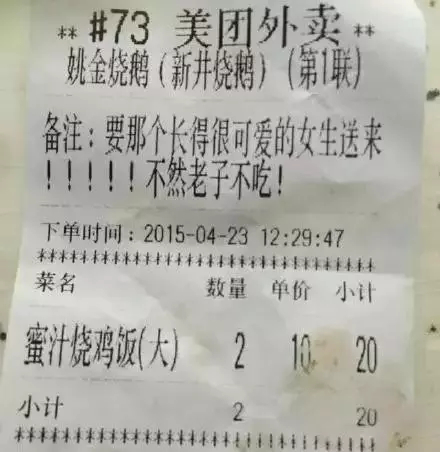 ** #73 美团外卖 **
姚金烧鹅(新井烧鹅)(第1联)
备注:要那个长得很可爱的女生送来
!!!!!不然老子不吃!
下单时间:2015-04-23 12:29:47
********************************
菜名 数量 单价 小计
蜜汁烧鸡饭(大) 2 10 20
小计 2 20
********************************